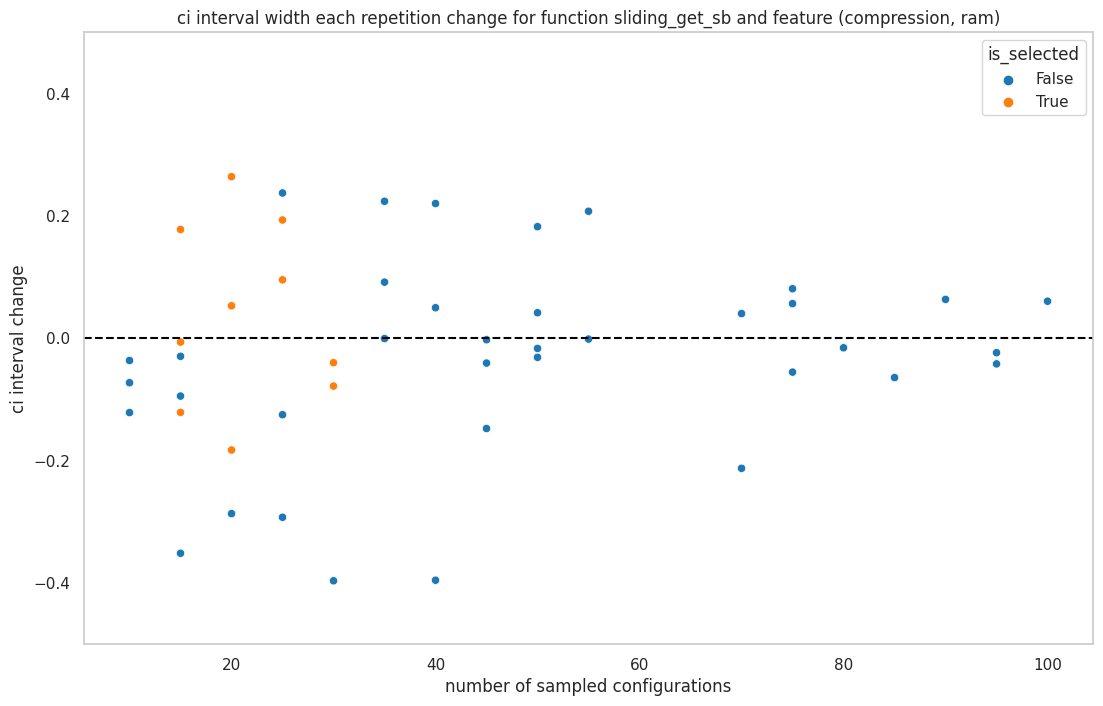 ci interval width each repetition change for function sliding_get_sb and feature (compression, ram)
is_selected
False
True
ci interval change
0.4
0.2
0.0
−0.2
−0.4
20
40
60
80
100
number of sampled configurations